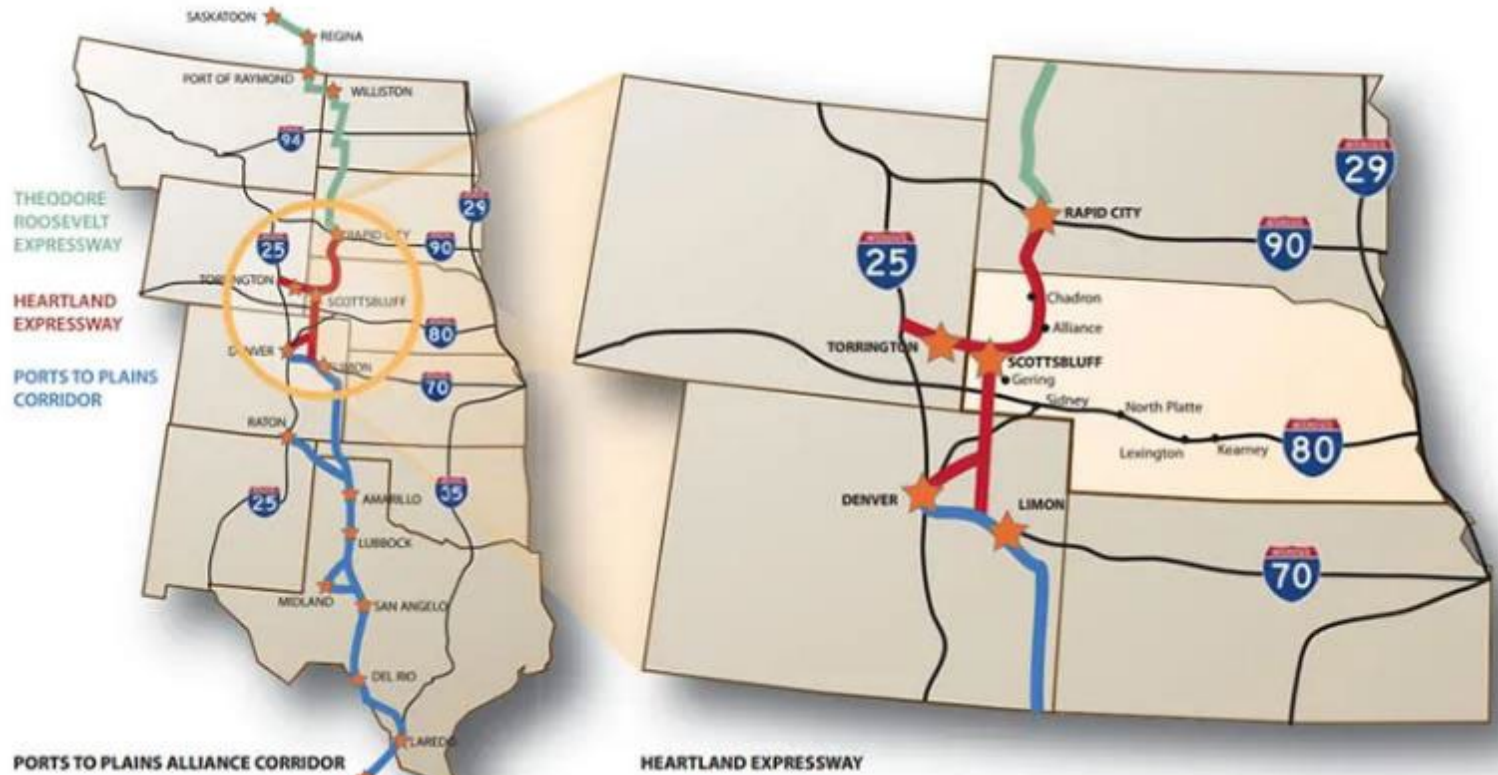 SASKATOON
REGINA
PORT OF RAYMOND
WILLISTON
94
THEODORE
ROOSEVELT
EXPRESSWAY
29
25
RAPID CITY
90
TORRINGTON
HEARTLAND
EXPRESSWAY
SCOTTSBLUFF
80
DENVER
LIMON
PORTS TO PLAINS
CORRIDOR
70
RATON
25
AMARILLO
35
LUBBOCK
MIDLAND
SAN ANGELO
DEL RIO
LAREDO
PORTS TO PLAINS ALLIANCE CORRIDOR
29
RAPID CITY
25
90
Chadron
Alliance
TORRINGTON
SCOTTSBLUFF
Gering
Sidney
North Platte
Lexington
Kearney
80
DENVER
LIMON
70
HEARTLAND EXPRESSWAY